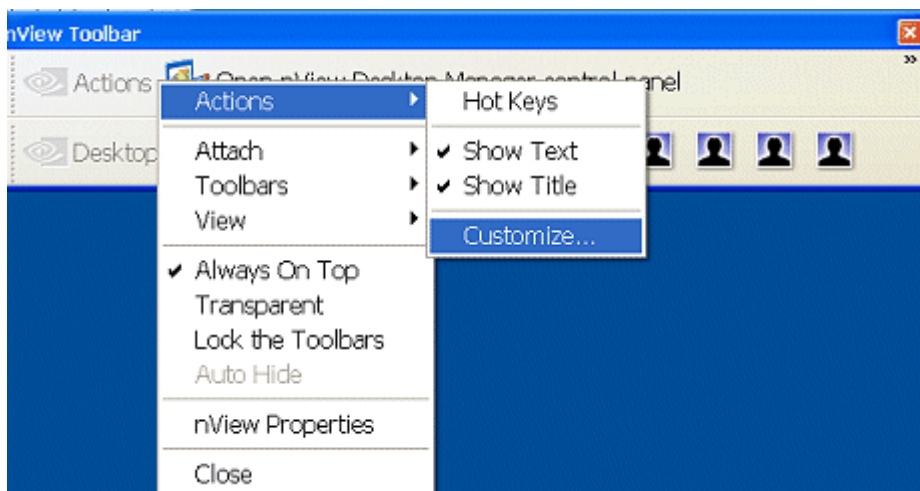 nView Toolbar
Actions Open nView Desktop Manager control panel
Actions
Hot Keys
Desktop
Attach
Show Text
Toolbars
Show Title
View
Customize...
Always On Top
Transparent
Lock the Toolbars
Auto Hide
nView Properties
Close